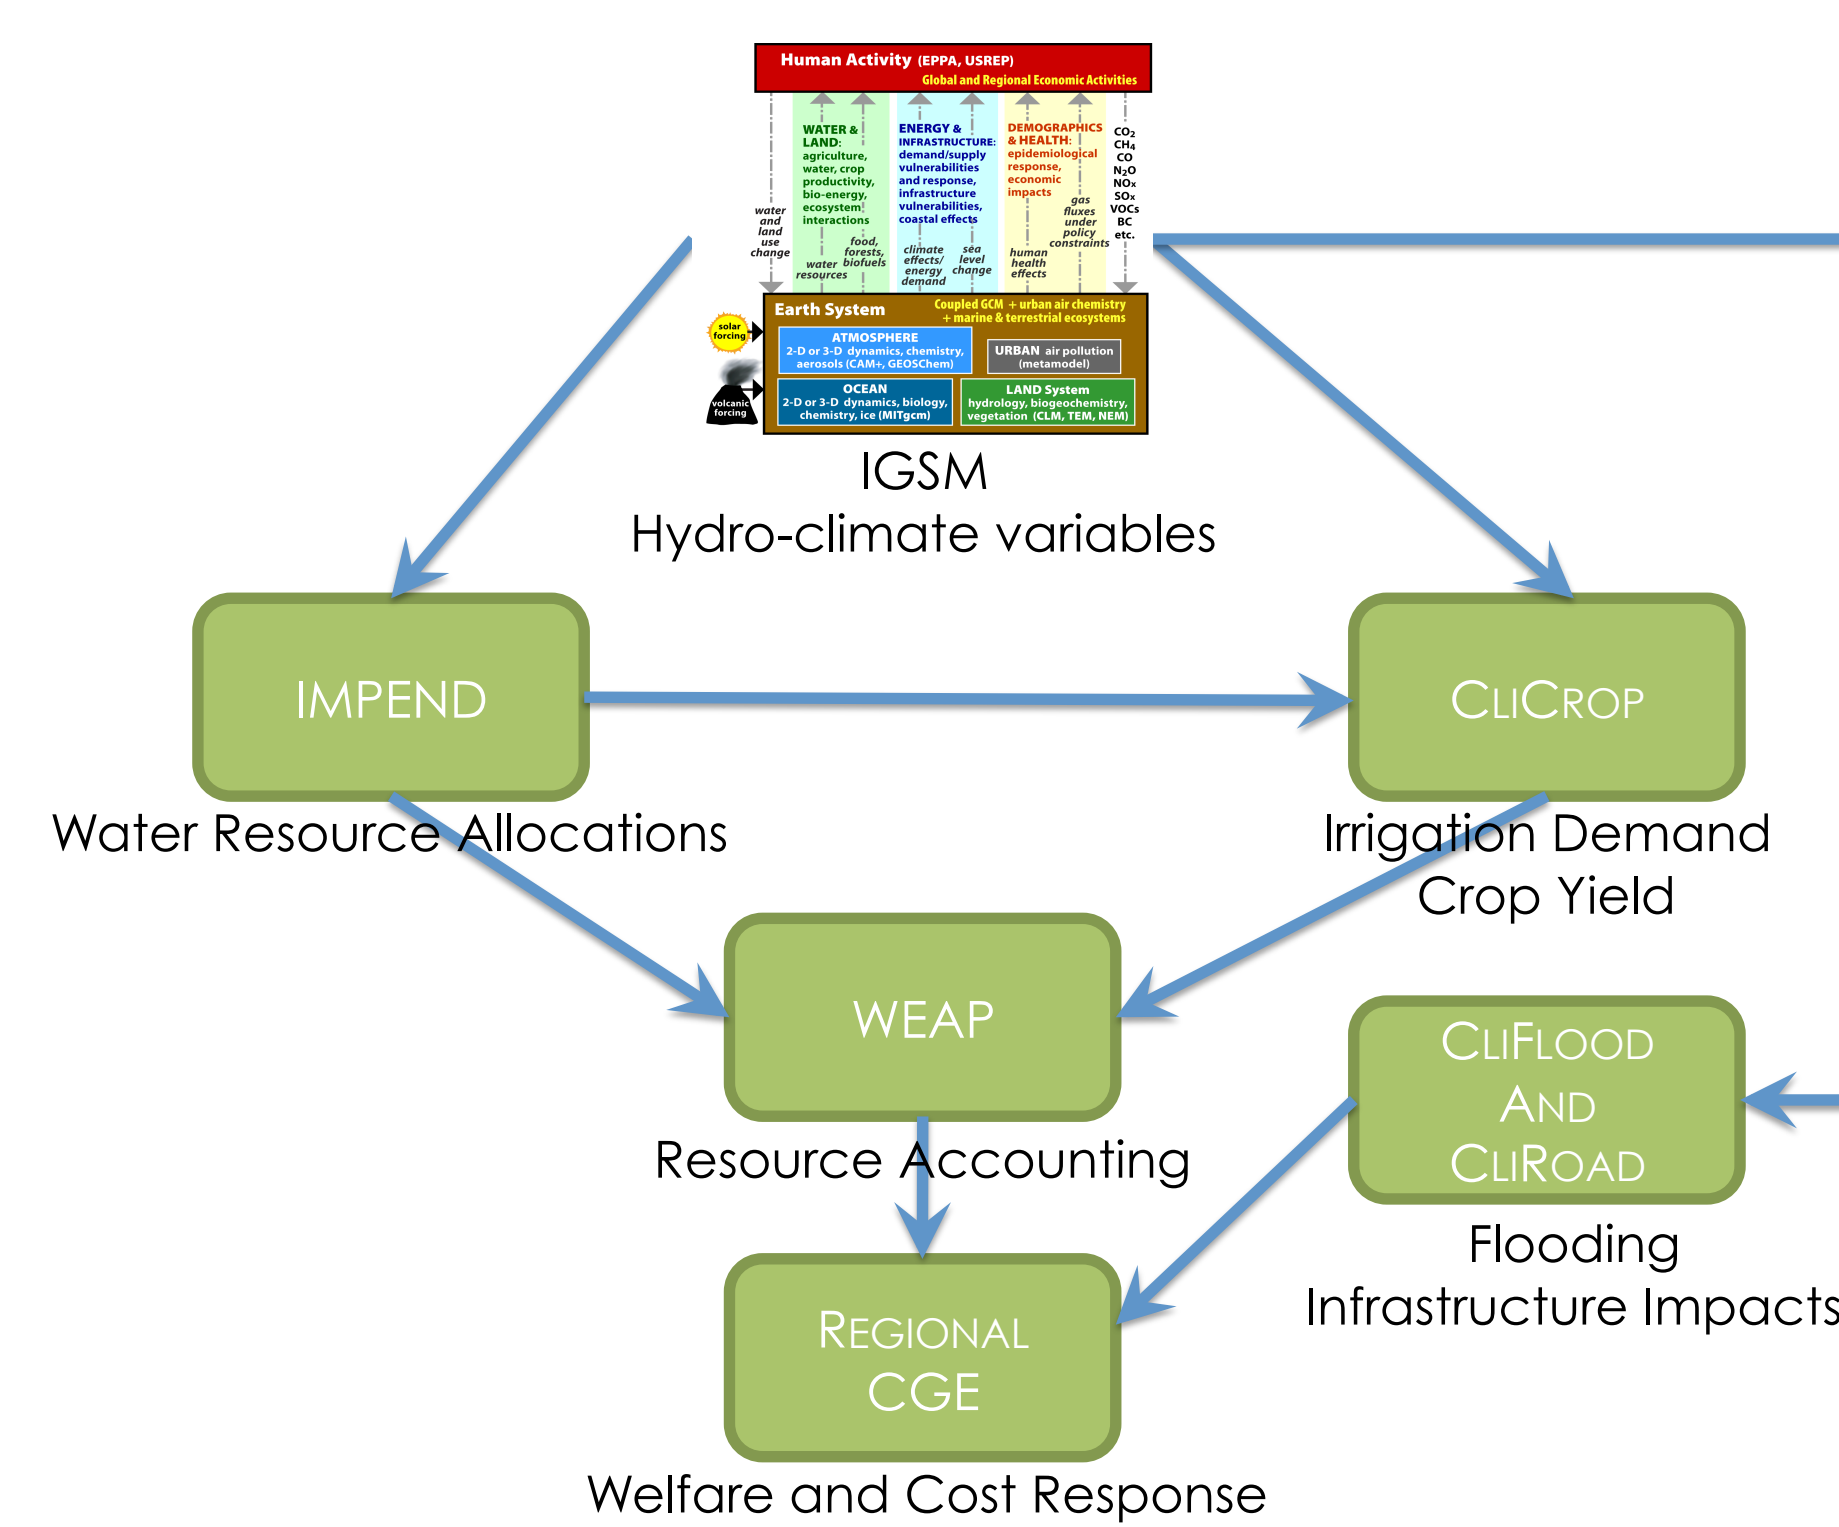 Human Activity (EPPA, USREP)
Global and Regional Economic Activities
WATER &
LAND:
agriculture,
water, crop
productivity,
bio-energy,
ecosystem
interactions
ENERGY &
INFRASTRUCTURE:
demand/supply
vulnerabilities
and response,
infrastructure
vulnerabilities,
coastal effects
DEMOGRAPHICS
& HEALTH:
epidemiological
response,
economic
impacts
CO₂
CH₄
CO
N₂O
NOx
SOx
VOCs
BC
etc.
water
and
land
use
change
water
resources
food,
forests,
biofuels
climate
effects/
energy
demand
sea
level
change
human
health
effects
gas
fluxes
under
policy
constraints
Earth System
Coupled GCM + urban air chemistry
+ marine & terrestrial ecosystems
solar
forcing
volcanic
forcing
ATMOSPHERE
2-D or 3-D dynamics, chemistry,
aerosols (CAM+, GEOSChem)
URBAN air pollution
(metamodel)
OCEAN
2-D or 3-D dynamics, biology,
chemistry, ice (MITgcm)
LAND System
hydrology, biogeochemistry,
vegetation (CLM, TEM, NEM)
IGSM
Hydro-climate variables
IMPEND
Water Resource Allocations
CLICROP
Irrigation Demand
Crop Yield
WEAP
Resource Accounting
CLIFLOOD
AND
CLIROAD
Flooding
Infrastructure Impacts
REGIONAL
CGE
Welfare and Cost Response